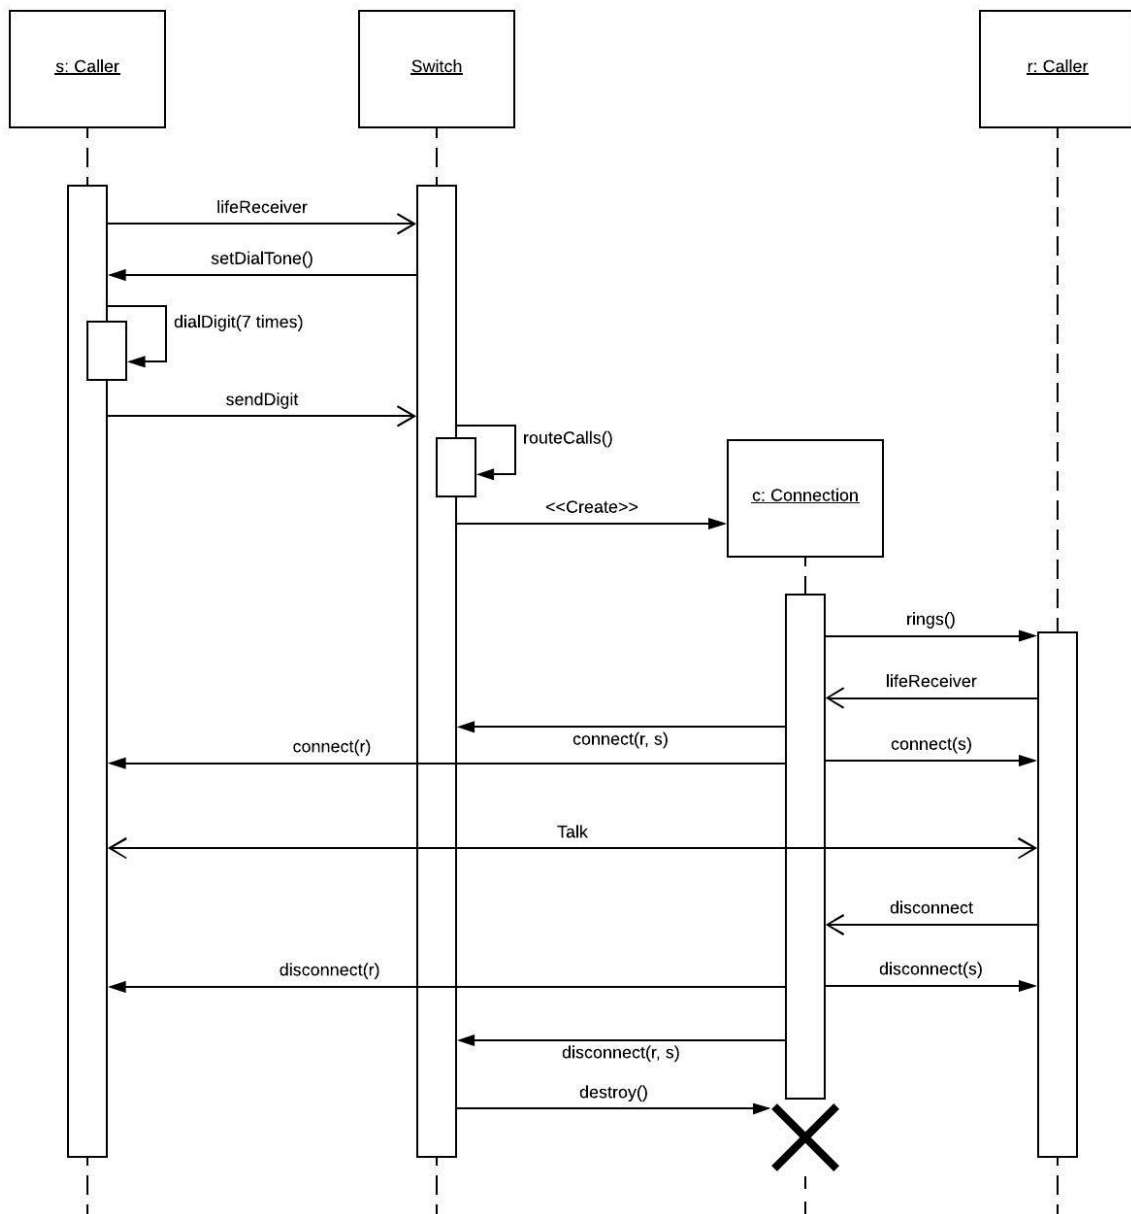 s: Caller
Switch
r: Caller
lifeReceiver
setDialTone()
dialDigit(7 times)
sendDigit
routeCalls()
c: Connection
<<Create>>
rings()
lifeReceiver
connect(r, s)
connect(r)
connect(s)
Talk
disconnect
disconnect(r)
disconnect(s)
disconnect(r, s)
destroy()